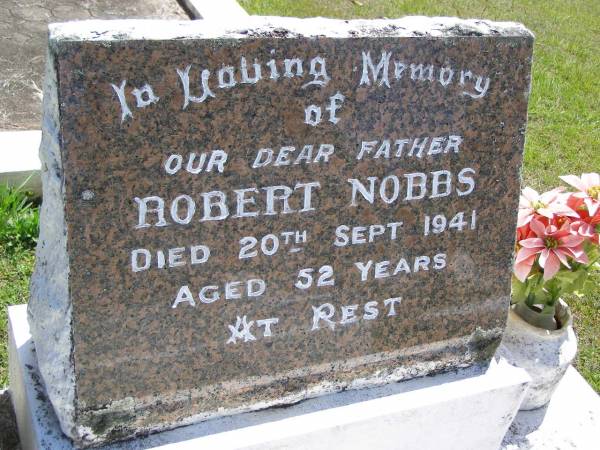 In Loving Memory
of
OUR DEAR FATHER
ROBERT NOBBS
DIED 20TH SEPT 1941
AGED 52 YEARS
At Rest